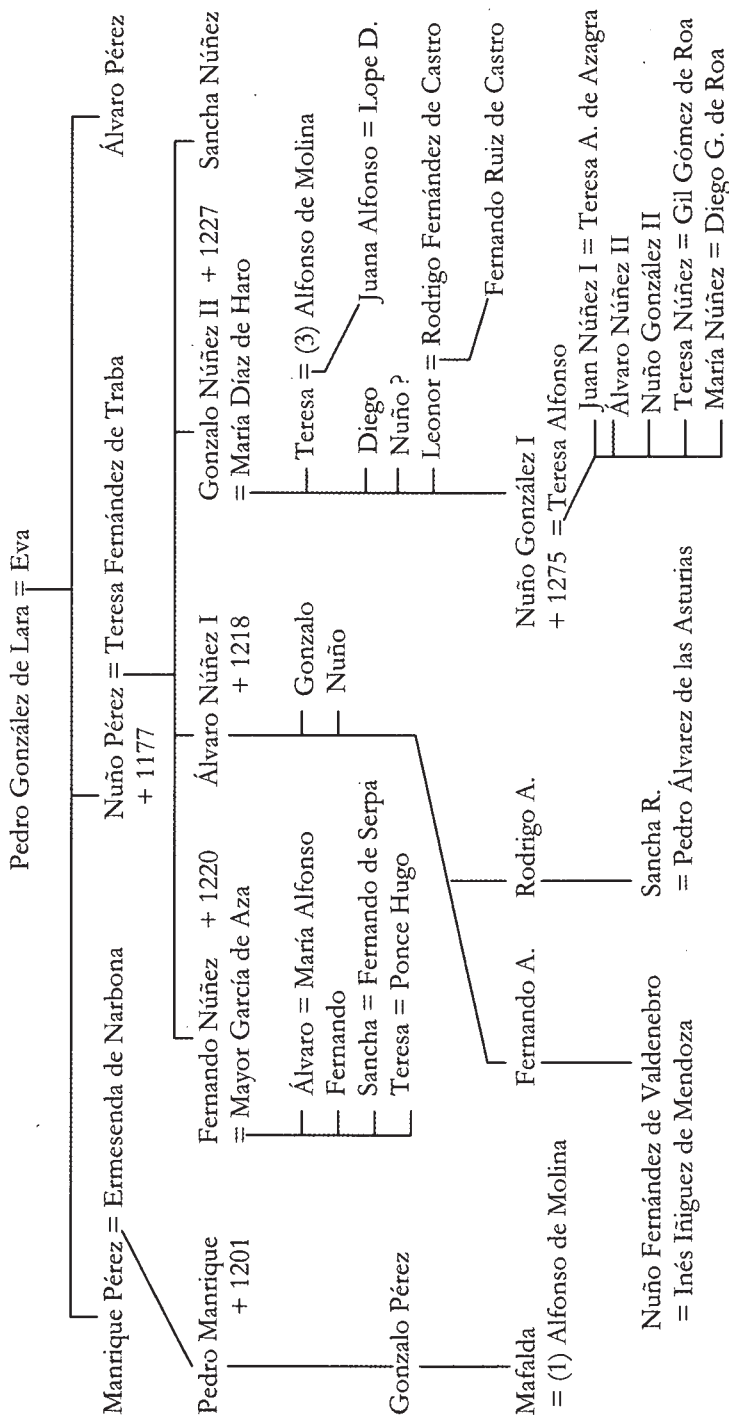 Pedro González de Lara = Eva
Manrique Pérez = Ermesenda de Narbona
Nuño Pérez = Teresa Fernández de Traba
+ 1177
Álvaro Pérez
Pedro Manrique
+ 1201
Fernando Núñez + 1220
= Mayor García de Aza
Álvaro Núñez I
+ 1218
Gonzalo Núñez II + 1227
= María Díaz de Haro
Sancha Núñez
Gonzalo Pérez
Álvaro = María Alfonso
Fernando
Sancha = Fernando de Serpa
Teresa = Ponce Hugo
Gonzalo
Nuño
Teresa = (3) Alfonso de Molina
Juana Alfonso = Lope D.
Diego
Nuño ?
Leonor = Rodrigo Fernández de Castro
Fernando Ruiz de Castro
Mafalda
= (1) Alfonso de Molina
Fernando A.
Rodrigo A.
Nuño González I
+ 1275 = Teresa Alfonso
Nuño Fernández de Valdenebro
= Inés Iñiguez de Mendoza
Sancha R.
= Pedro Álvarez de las Asturias
Juan Núñez I = Teresa A. de Azagra
Álvaro Núñez II
Nuño González II
Teresa Núñez = Gil Gómez de Roa
María Núñez = Diego G. de Roa